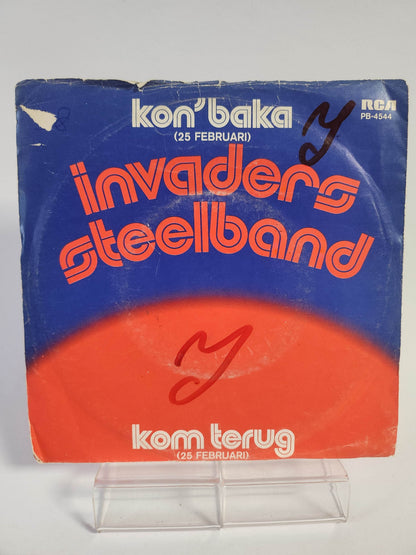 RCA
PB-4544
kon' baka
(25 FEBRUARI)
invaders
steelband
kom terug
(25 FEBRUARI)